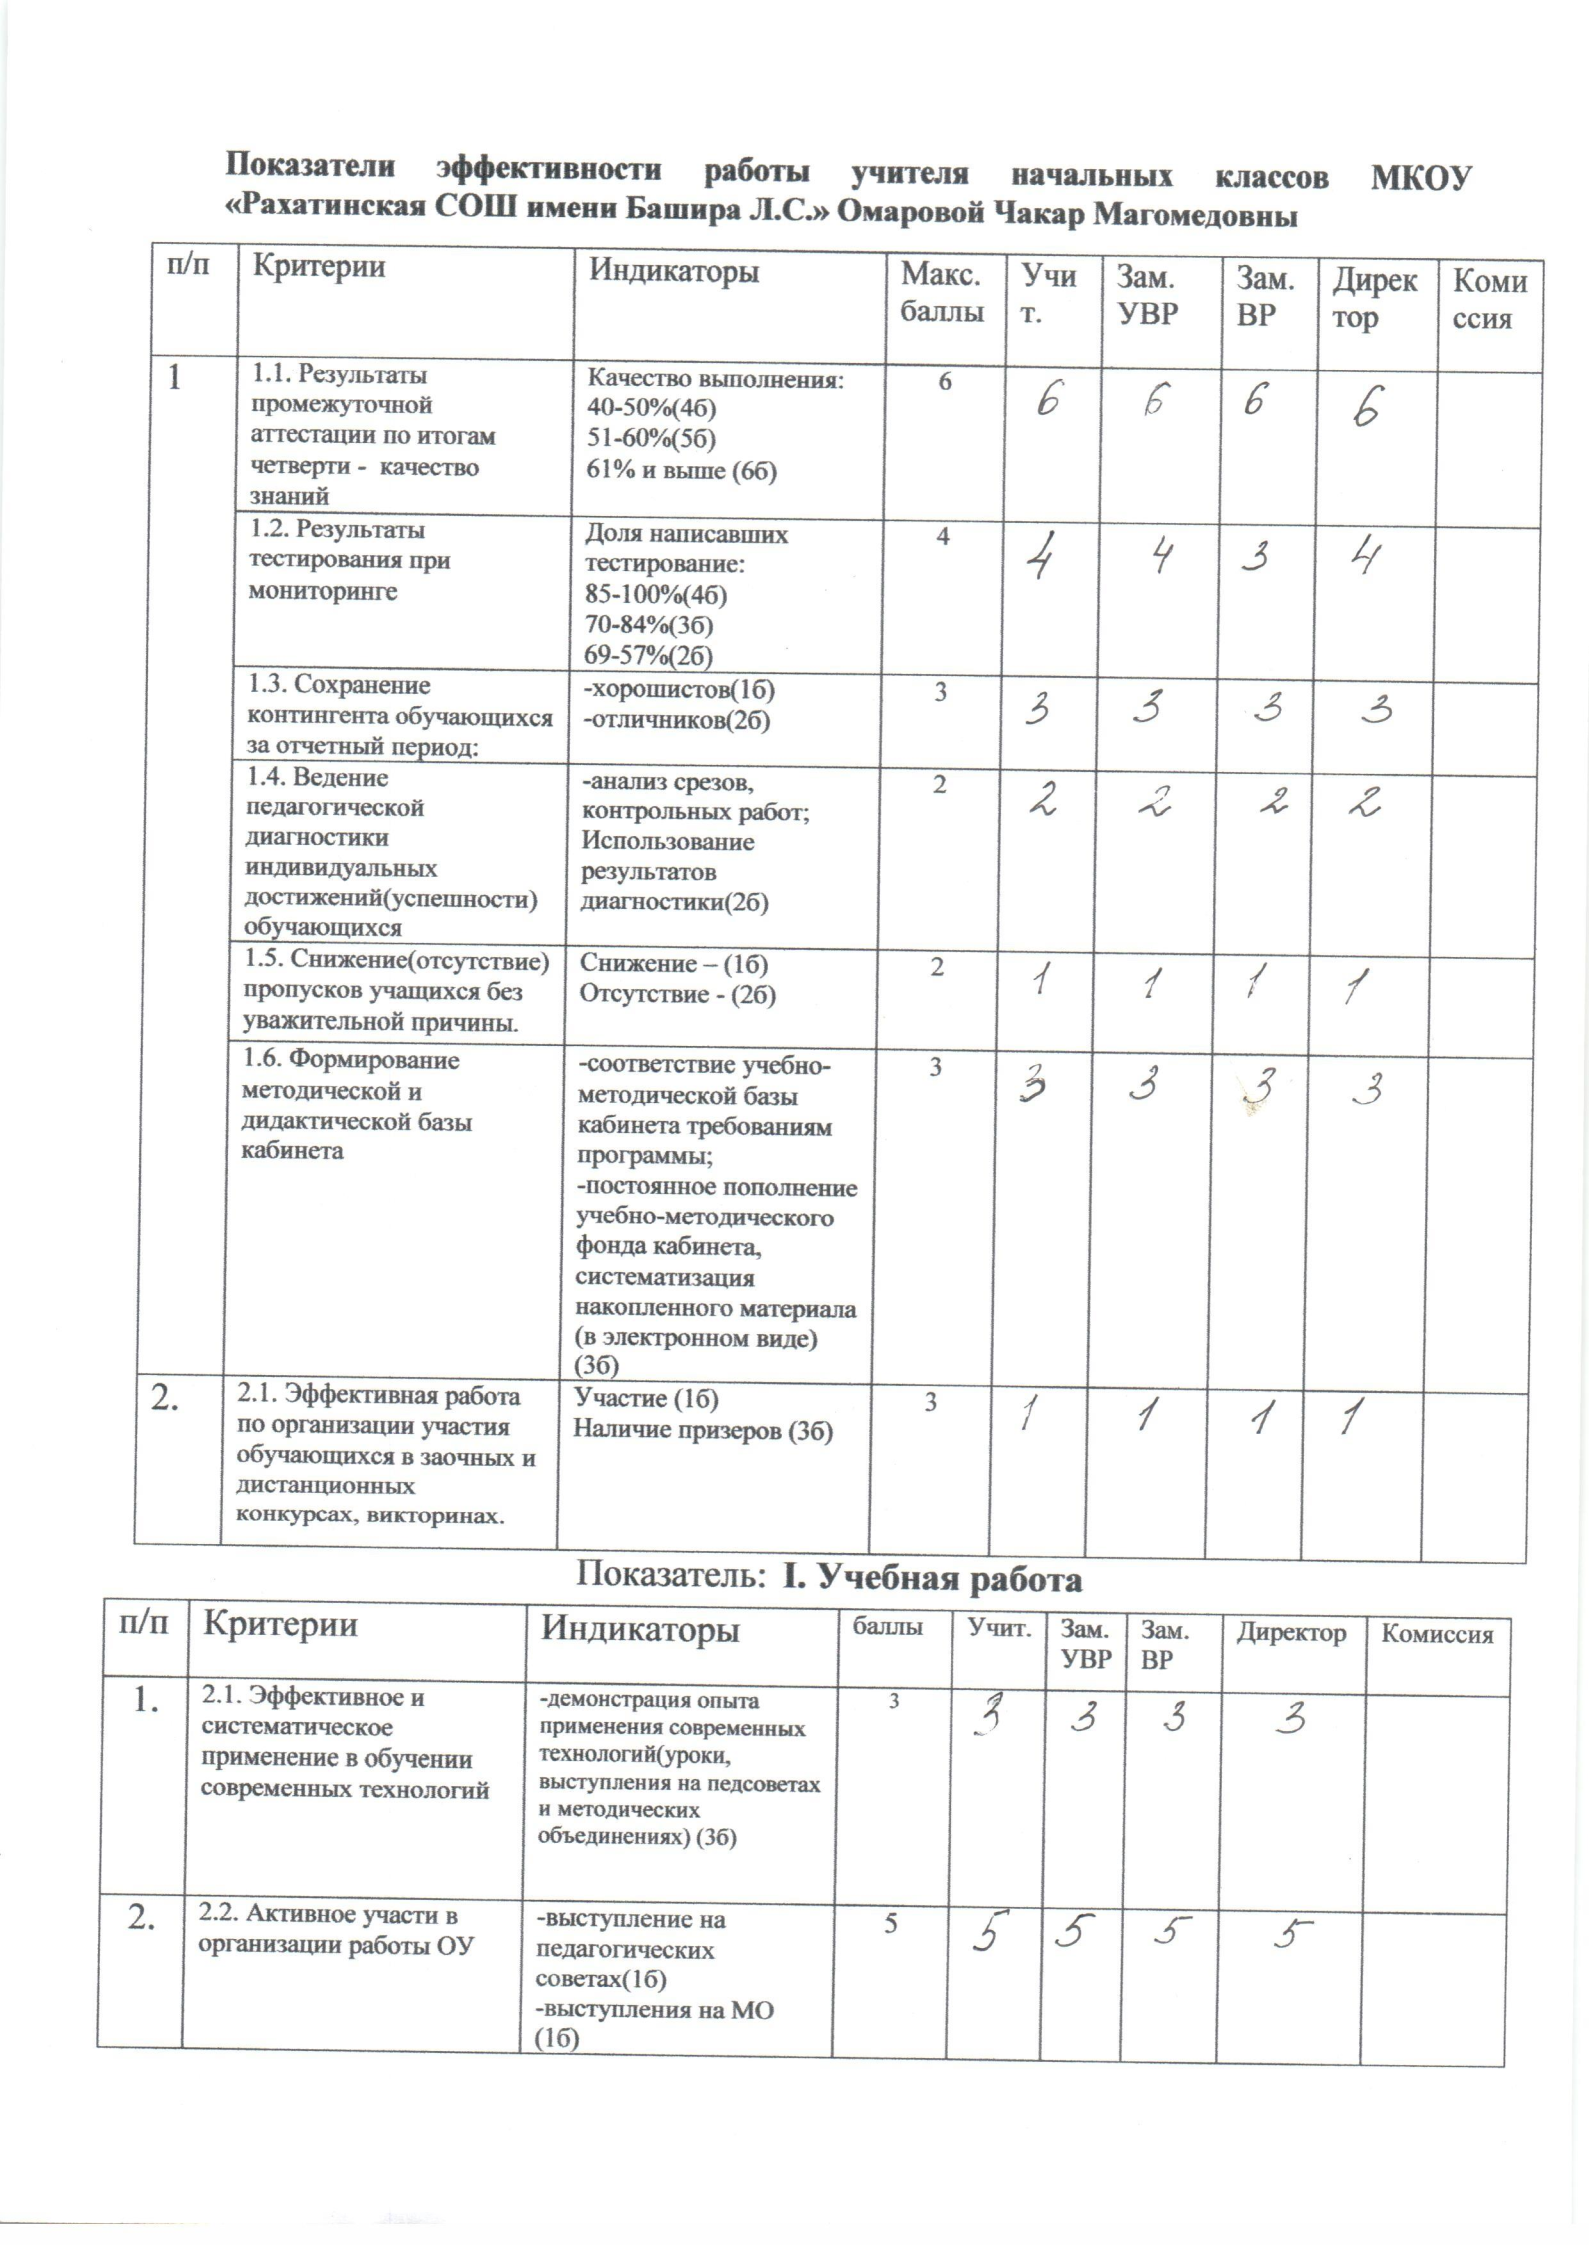 Показатели эффективности работы учителя начальных классов МКОУ
«Рахатинская СОШ имени Башира Л.С.» Омаровой Чакар Магомедовны
п/п Критерии Индикаторы Макс. Учи Зам. Зам. Дирек Коми
баллы т. УВР ВР тор ссия
1 1.1. Результаты Качество выполнения: 6 6 6 6 6
промежуточной 40-50%(4б)
аттестации по итогам 51-60%(5б)
четверти - качество 61% и выше (6б)
знаний
1.2. Результаты Доля написавших 4 4 4 3 4
тестирования при тестирование:
мониторинге 85-100%(4б)
70-84%(3б)
69-57%(2б)
1.3. Сохранение -хорошистов(1б) 3 3 3 3 3
контингента обучающихся -отличников(2б)
за отчетный период:
1.4. Ведение -анализ срезов, 2 2 2 2 2
педагогической контрольных работ;
диагностики Использование
индивидуальных результатов
достижений(успешности) диагностики(2б)
обучающихся
1.5. Снижение(отсутствие) Снижение – (1б) 2 1 1 1 1
пропусков учащихся без Отсутствие - (2б)
уважительной причины.
1.6. Формирование -соответствие учебно- 3 3 3 3 3
методической и методической базы
дидактической базы кабинета требованиям
кабинета программы;
-постоянное пополнение
учебно-методического
фонда кабинета,
систематизация
накопленного материала
(в электронном виде)
(3б)
2. 2.1. Эффективная работа Участие (1б) 3 1 1 1 1
по организации участия Наличие призеров (3б)
обучающихся в заочных и
дистанционных
конкурсах, викторинах.
Показатель: I. Учебная работа
п/п Критерии Индикаторы баллы Учит. Зам. Зам. Директор Комиссия
УВР ВР
1. 2.1. Эффективное и -демонстрация опыта 3 3 3 3 3
систематическое применения современных
применение в обучении технологий(уроки,
современных технологий выступления на педсоветах
и методических
объединениях) (3б)
2. 2.2. Активное участи в -выступление на 5 5 5 5 5
организации работы ОУ педагогических
советах(1б)
-выступления на МО
(1б)